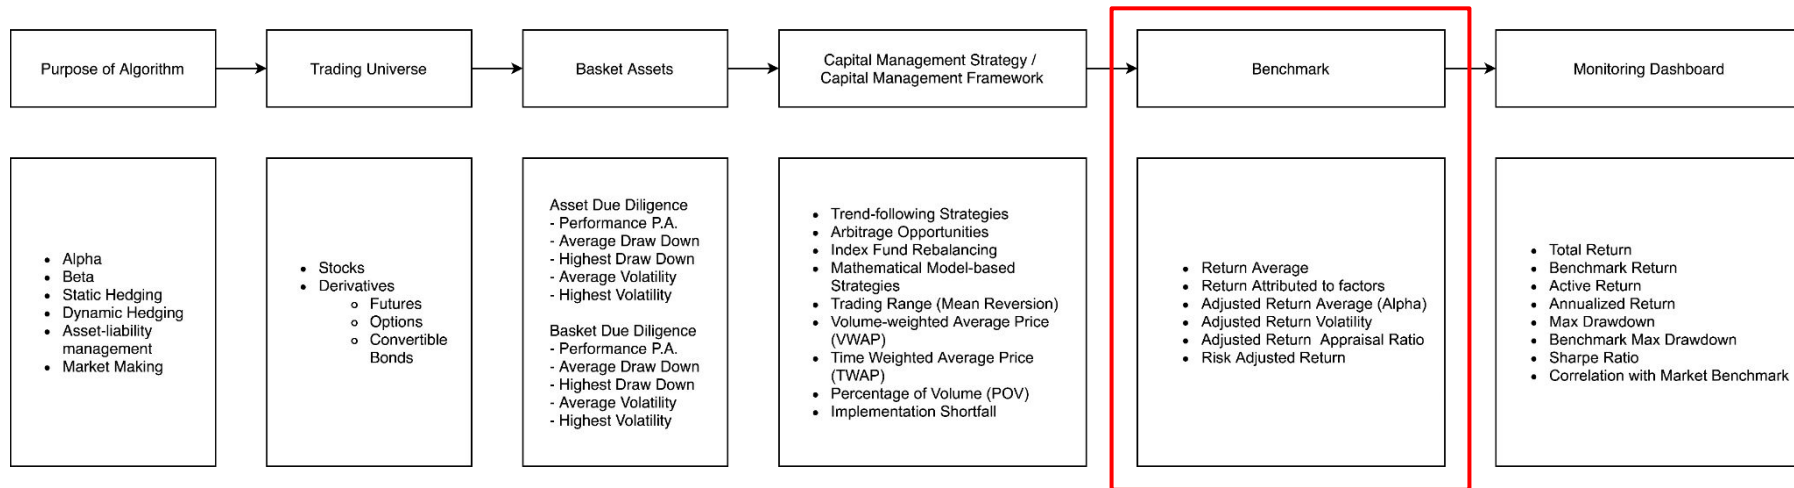 Purpose of Algorithm
Trading Universe
Basket Assets
Capital Management Strategy /
Capital Management Framework
Benchmark
Monitoring Dashboard
• Alpha
• Beta
• Static Hedging
• Dynamic Hedging
• Asset-liability
management
• Market Making
• Stocks
• Derivatives
○ Futures
○ Options
○ Convertible
Bonds
Asset Due Diligence
- Performance P.A.
- Average Draw Down
- Highest Draw Down
- Average Volatility
- Highest Volatility
Basket Due Diligence
- Performance P.A.
- Average Draw Down
- Highest Draw Down
- Average Volatility
- Highest Volatility
• Trend-following Strategies
• Arbitrage Opportunities
• Index Fund Rebalancing
• Mathematical Model-based
Strategies
• Trading Range (Mean Reversion)
• Volume-weighted Average Price
(VWAP)
• Time Weighted Average Price
(TWAP)
• Percentage of Volume (POV)
• Implementation Shortfall
• Return Average
• Return Attributed to factors
• Adjusted Return Average (Alpha)
• Adjusted Return Volatility
• Adjusted Return Appraisal Ratio
• Risk Adjusted Return
• Total Return
• Benchmark Return
• Active Return
• Annualized Return
• Max Drawdown
• Benchmark Max Drawdown
• Sharpe Ratio
• Correlation with Market Benchmark